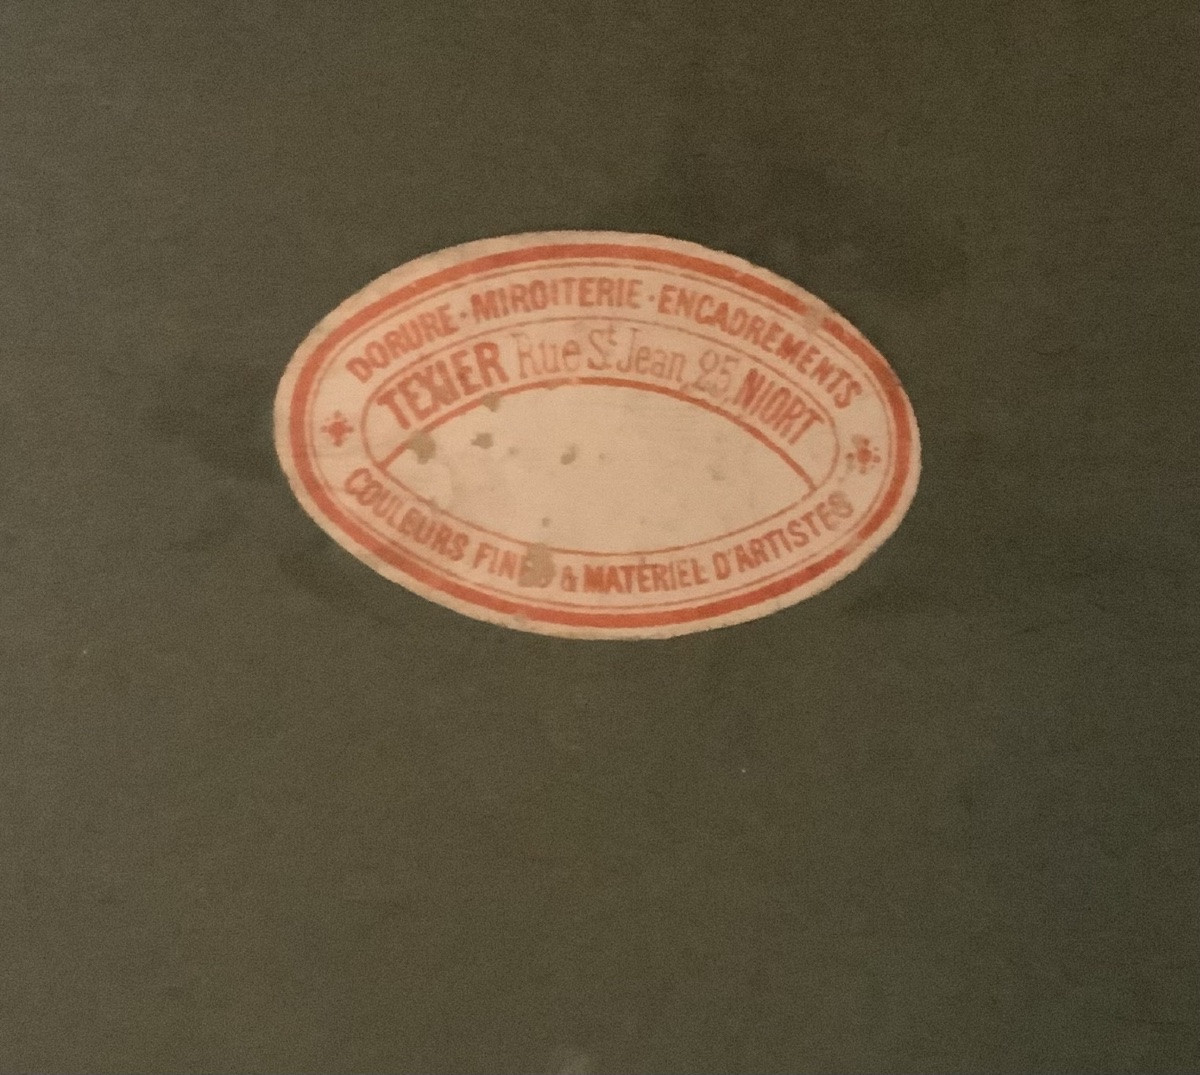 DORURE·MIROITERIE·ENCADREMENTS
TEXIER Rue St Jean, 25, NIORT
COULEURS FINES & MATÉRIEL D'ARTISTES